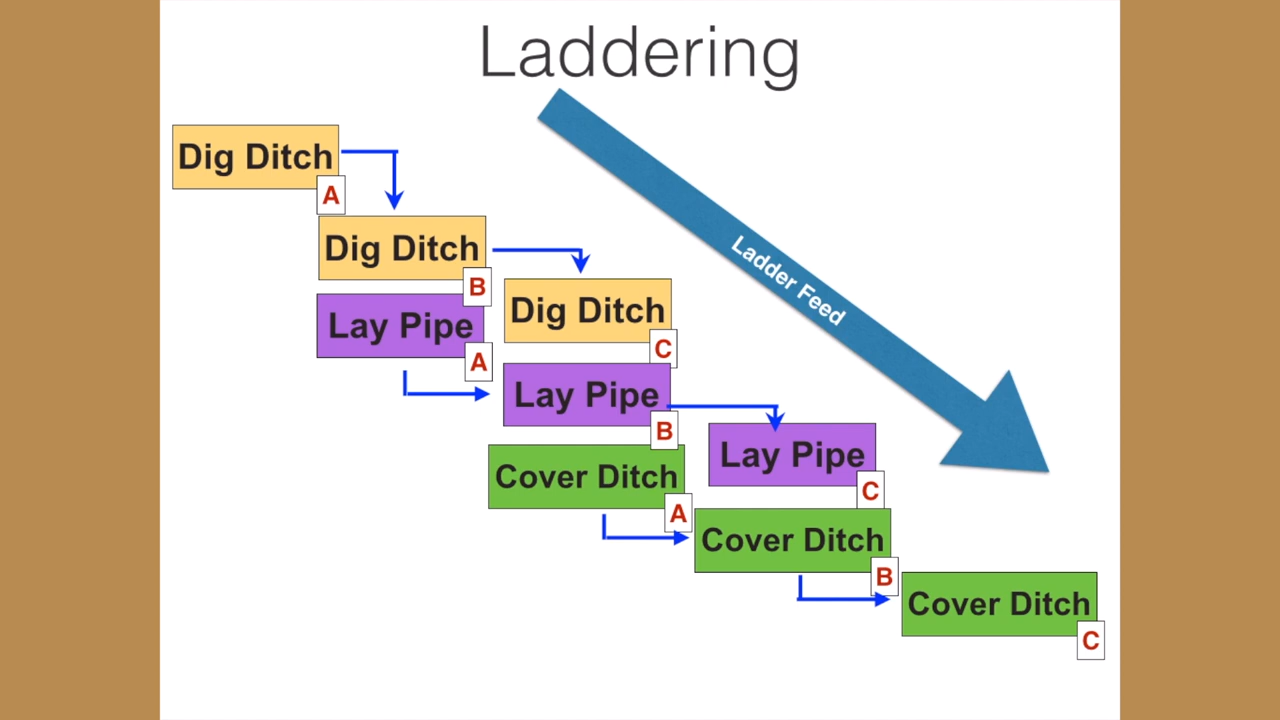 Laddering
Dig Ditch
A
Dig Ditch
B
Dig Ditch
C
Lay Pipe
A
Lay Pipe
B
Lay Pipe
C
Cover Ditch
A
Cover Ditch
B
Cover Ditch
C
Ladder Feed